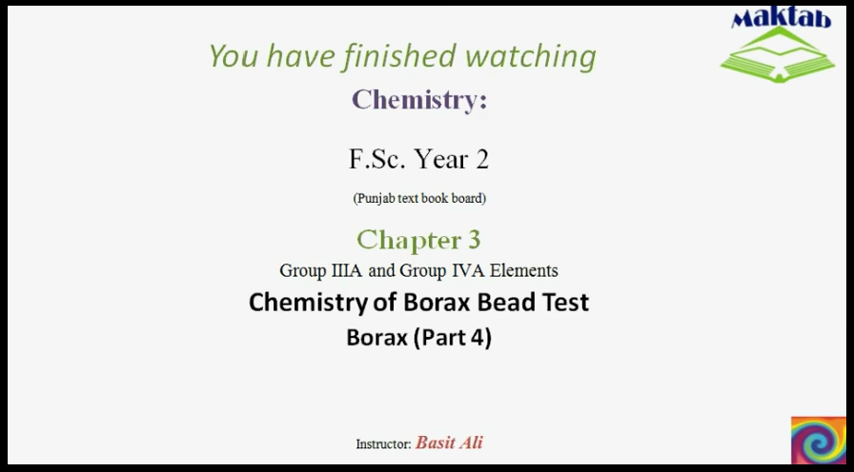 Maktab
You have finished watching
Chemistry:
F.Sc. Year 2
(Punjab text book board)
Chapter 3
Group IIIA and Group IVA Elements
Chemistry of Borax Bead Test
Borax (Part 4)
Instructor: Basit Ali